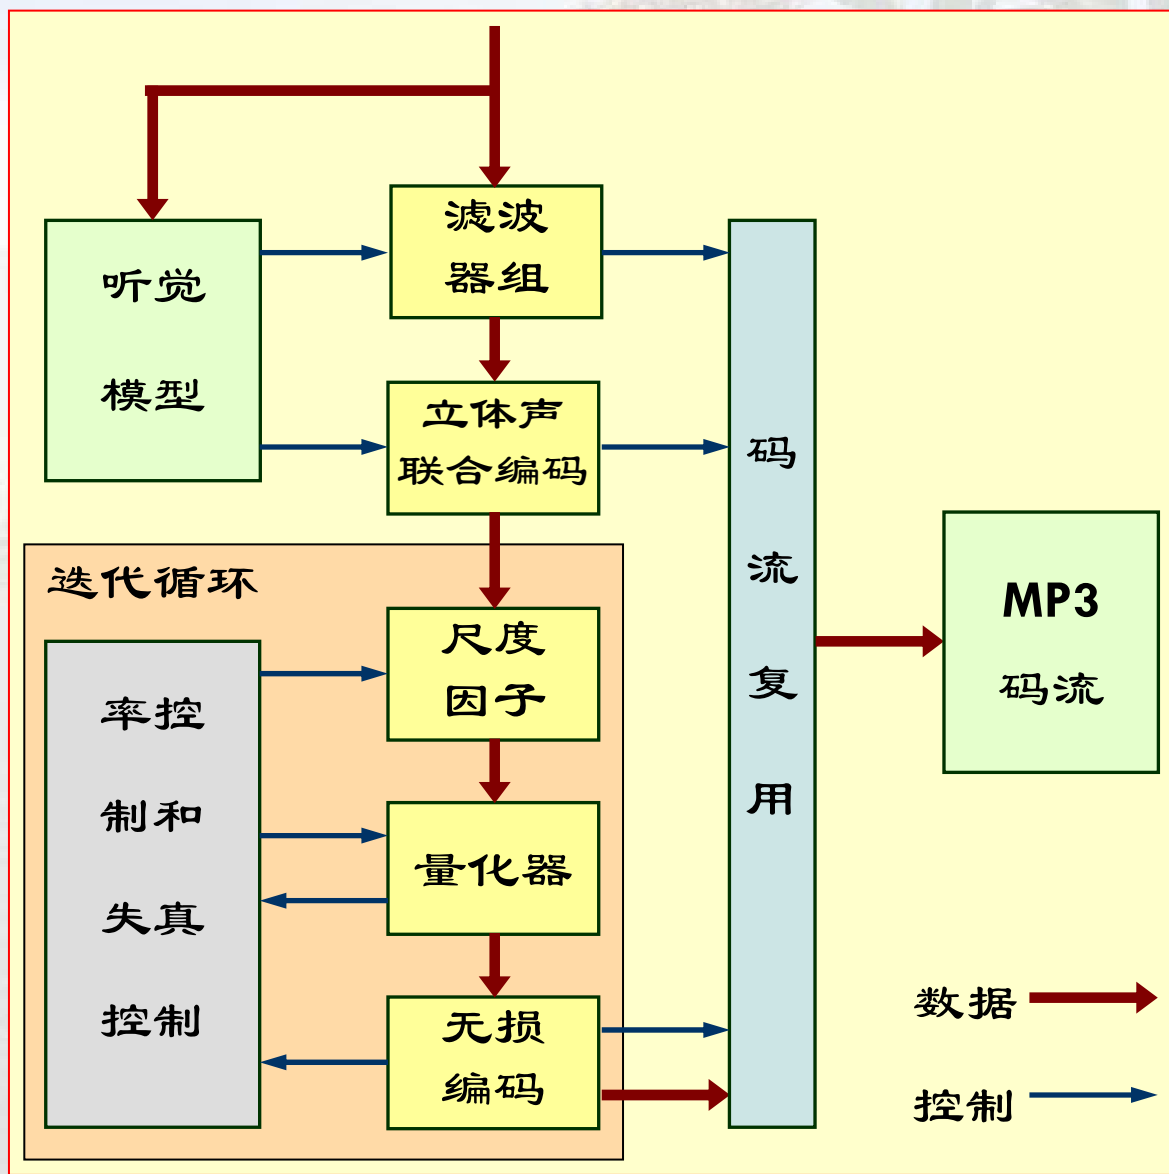 滤波
器组
听觉
模型
立体声
联合编码
迭代循环
尺度
因子
率控
制和
失真
控制
量化器
无损
编码
码
流
复
用
MP3
码流
数据
控制